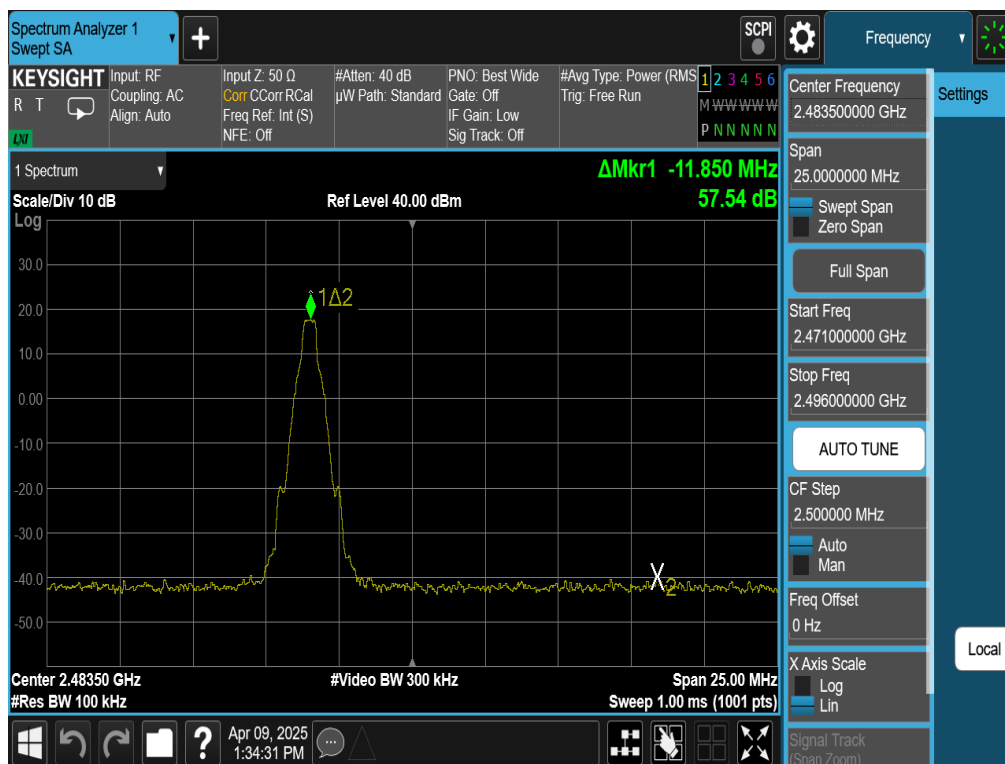 Spectrum Analyzer 1
Swept SA
+
SCPI
Frequency
KEYSIGHT
R T
LXI
Input: RF
Coupling: AC
Align: Auto
Input Z: 50 Ω
Corr CCorr RCal
Freq Ref: Int (S)
NFE: Off
#Atten: 40 dB
µW Path: Standard
PNO: Best Wide
Gate: Off
IF Gain: Low
Sig Track: Off
#Avg Type: Power (RMS
Trig: Free Run
1 2 3 4 5 6
M W W W W W
P N N N N N
1 Spectrum
Scale/Div 10 dB
Ref Level 40.00 dBm
ΔMkr1 -11.850 MHz
57.54 dB
Log
30.0
20.0
10.0
0.00
-10.0
-20.0
-30.0
-40.0
-50.0
1Δ2
X2
Center 2.48350 GHz
#Res BW 100 kHz
#Video BW 300 kHz
Span 25.00 MHz
Sweep 1.00 ms (1001 pts)
Center Frequency
2.483500000 GHz
Span
25.0000000 MHz
Swept Span
Zero Span
Full Span
Start Freq
2.471000000 GHz
Stop Freq
2.496000000 GHz
AUTO TUNE
CF Step
2.500000 MHz
Auto
Man
Freq Offset
0 Hz
X Axis Scale
Log
Lin
Signal Track
(Span Zoom)
Settings
Local
?
Apr 09, 2025
1:34:31 PM